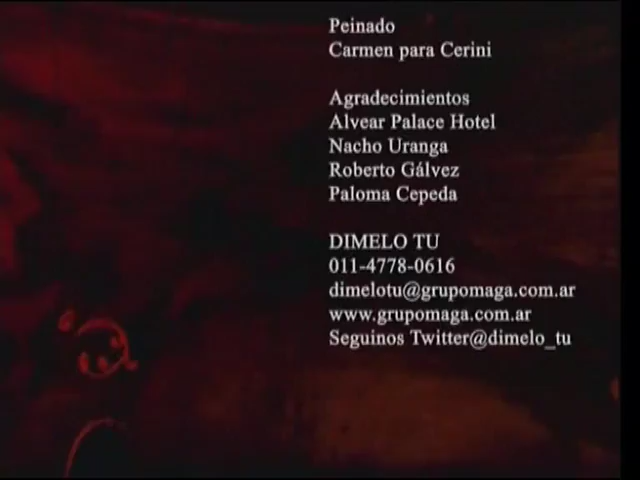 Peinado
Carmen para Cerini
Agradecimientos
Alvear Palace Hotel
Nacho Uranga
Roberto Gálvez
Paloma Cepeda
DIMELO TU
011-4778-0616
dimelotu@grupomaga.com.ar
www.grupomaga.com.ar
Seguinos Twitter@dimelo_tu